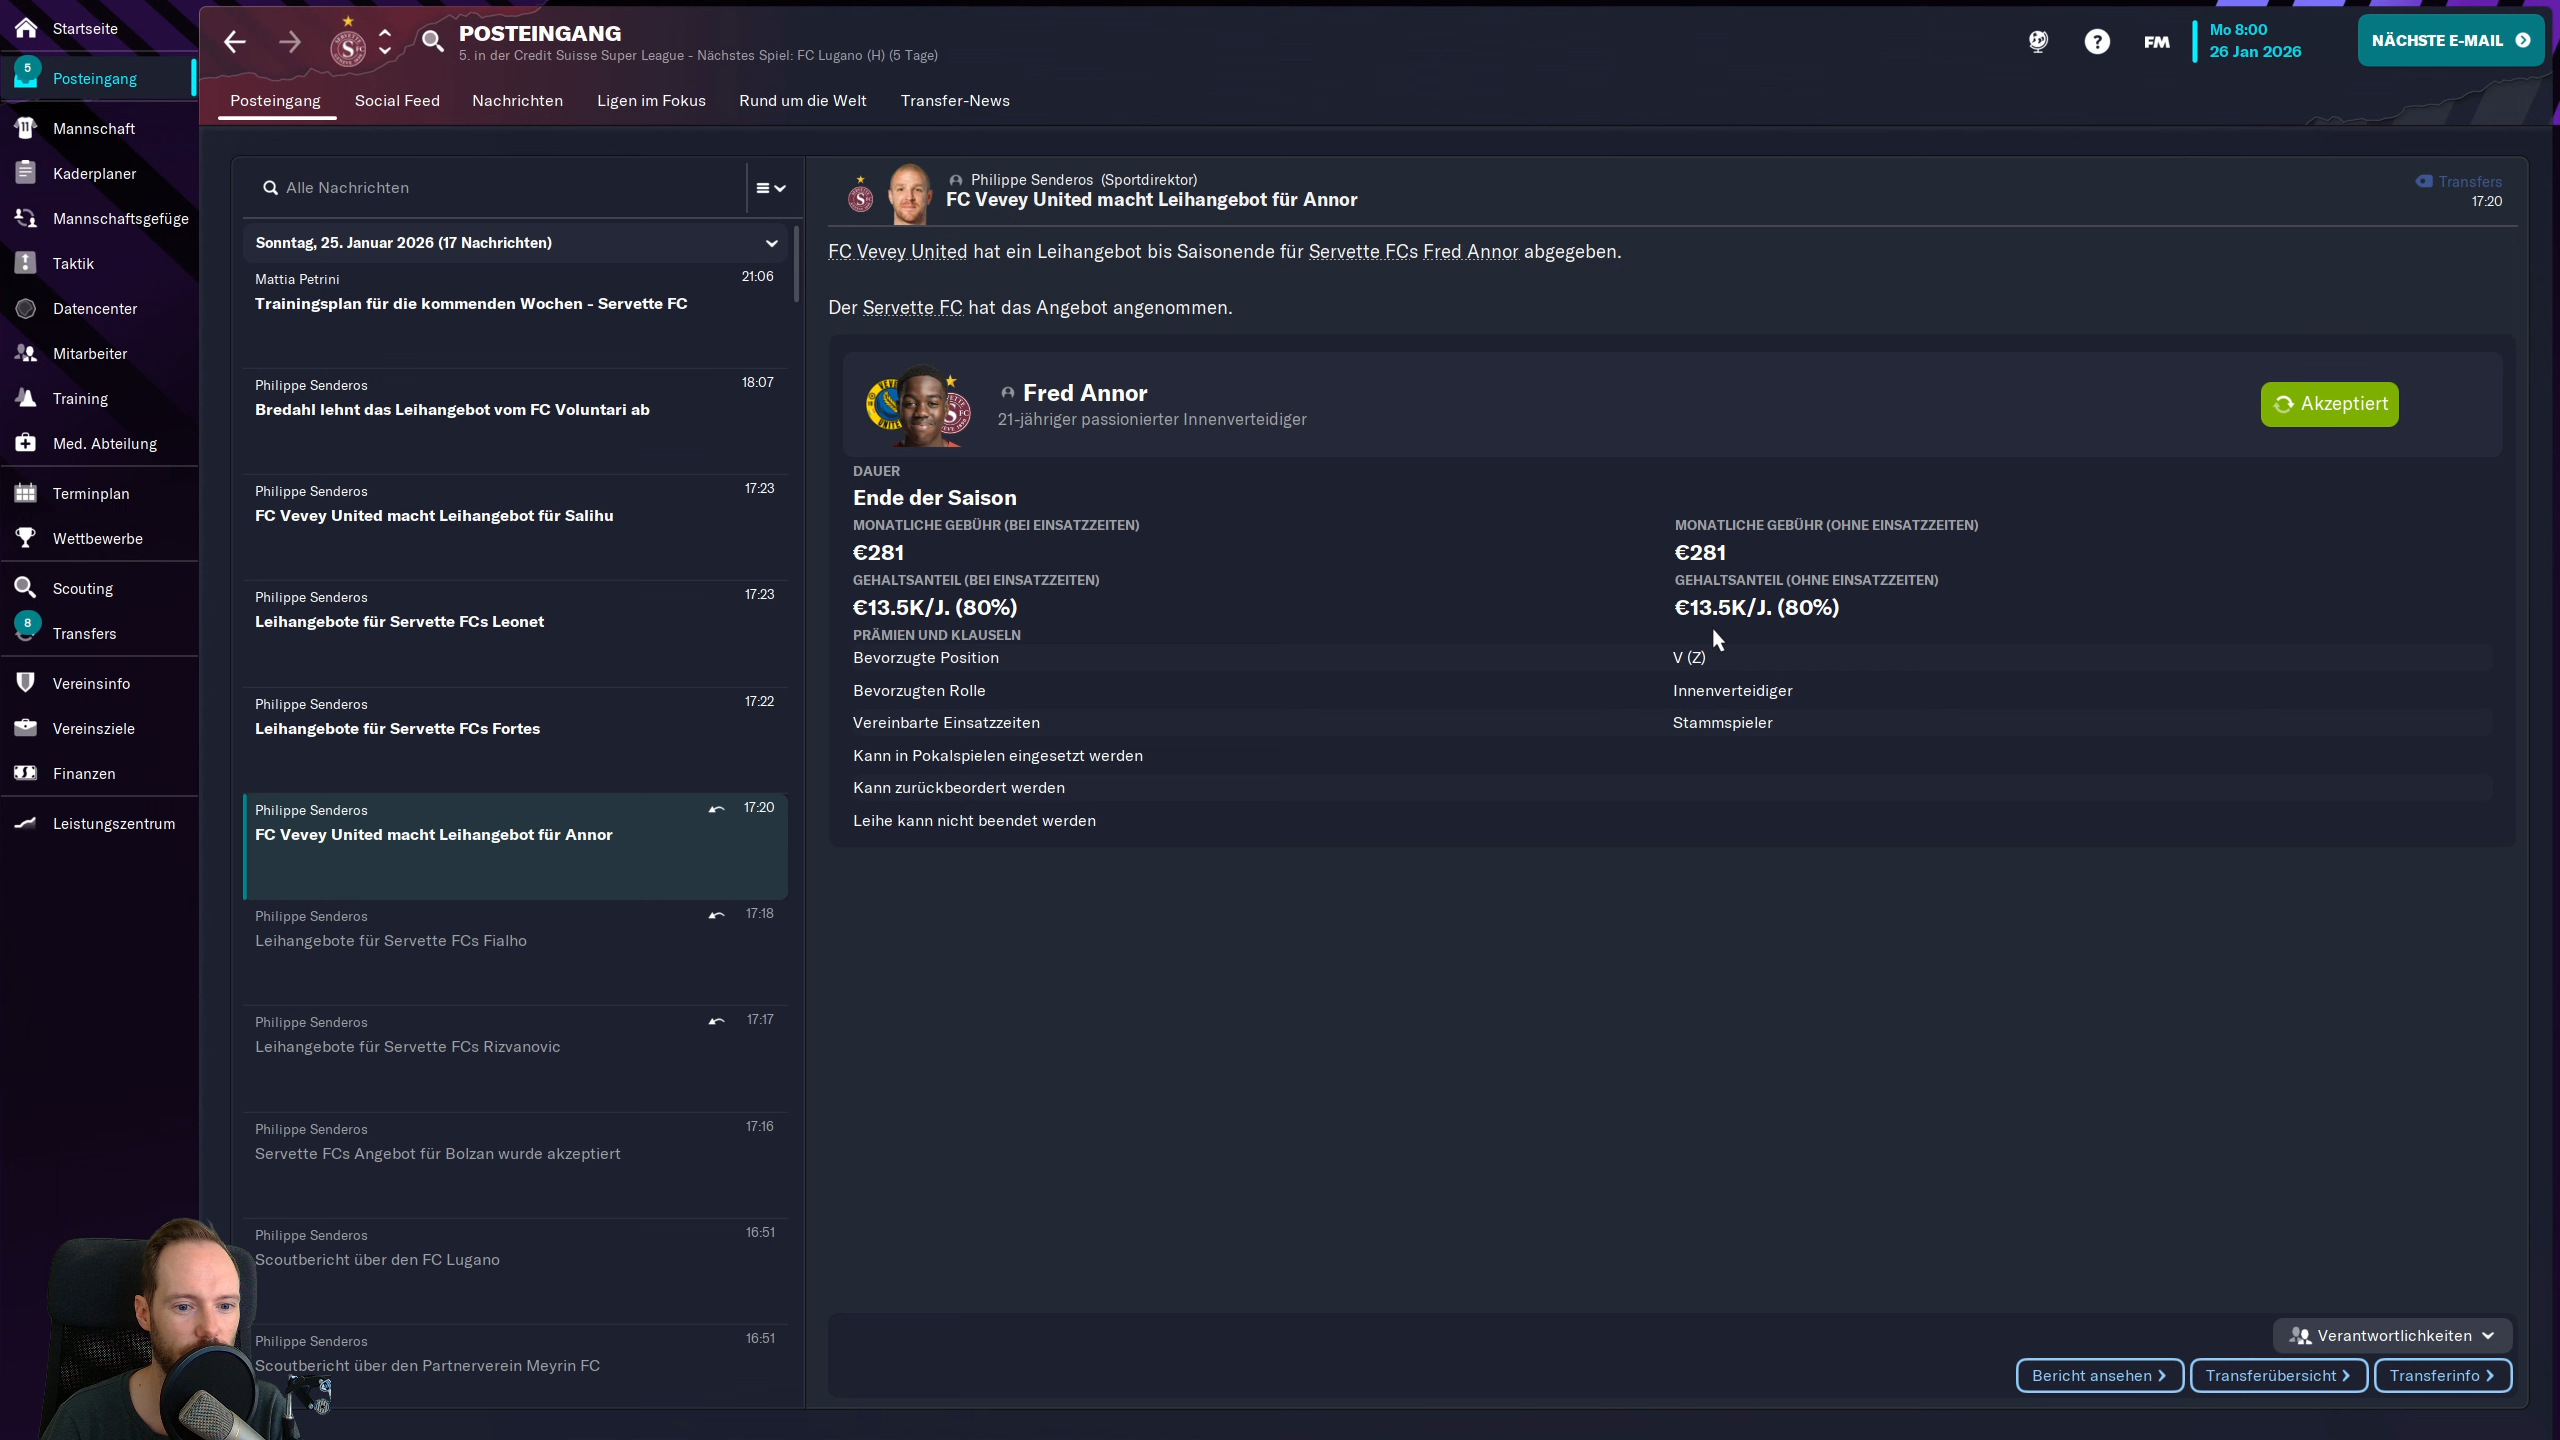 Startseite
5
Posteingang
Mannschaft
Kaderplaner
Mannschaftsgefüge
Taktik
Datencenter
Mitarbeiter
Training
Med. Abteilung
Terminplan
Wettbewerbe
Scouting
8
Transfers
Vereinsinfo
Vereinsziele
Finanzen
Leistungszentrum
POSTEINGANG
5. in der Credit Suisse Super League - Nächstes Spiel: FC Lugano (H) (5 Tage)
FM
Mo 8:00
26 Jan 2026
NÄCHSTE E-MAIL
Posteingang
Social Feed
Nachrichten
Ligen im Fokus
Rund um die Welt
Transfer-News
Alle Nachrichten
Sonntag, 25. Januar 2026 (17 Nachrichten)
Mattia Petrini
21:06
Trainingsplan für die kommenden Wochen - Servette FC
Philippe Senderos
18:07
Bredahl lehnt das Leihangebot vom FC Voluntari ab
Philippe Senderos
17:23
FC Vevey United macht Leihangebot für Salihu
Philippe Senderos
17:23
Leihangebote für Servette FCs Leonet
Philippe Senderos
17:22
Leihangebote für Servette FCs Fortes
Philippe Senderos
17:20
FC Vevey United macht Leihangebot für Annor
Philippe Senderos
17:18
Leihangebote für Servette FCs Fialho
Philippe Senderos
17:17
Leihangebote für Servette FCs Rizvanovic
Philippe Senderos
17:16
Servette FCs Angebot für Bolzan wurde akzeptiert
Philippe Senderos
16:51
Scoutbericht über den FC Lugano
Philippe Senderos
16:51
Scoutbericht über den Partnerverein Meyrin FC
Philippe Senderos (Sportdirektor)
FC Vevey United macht Leihangebot für Annor
Transfers
17:20
FC Vevey United hat ein Leihangebot bis Saisonende für Servette FCs Fred Annor abgegeben.
Der Servette FC hat das Angebot angenommen.
Fred Annor
21-jähriger passionierter Innenverteidiger
Akzeptiert
DAUER
Ende der Saison
MONATLICHE GEBÜHR (BEI EINSATZZEITEN)
MONATLICHE GEBÜHR (OHNE EINSATZZEITEN)
€281
€281
GEHALTSANTEIL (BEI EINSATZZEITEN)
GEHALTSANTEIL (OHNE EINSATZZEITEN)
€13.5K/J. (80%)
€13.5K/J. (80%)
PRÄMIEN UND KLAUSELN
Bevorzugte Position
V (Z)
Bevorzugten Rolle
Innenverteidiger
Vereinbarte Einsatzzeiten
Stammspieler
Kann in Pokalspielen eingesetzt werden
Kann zurückbeordert werden
Leihe kann nicht beendet werden
Verantwortlichkeiten
Bericht ansehen
Transferübersicht
Transferinfo